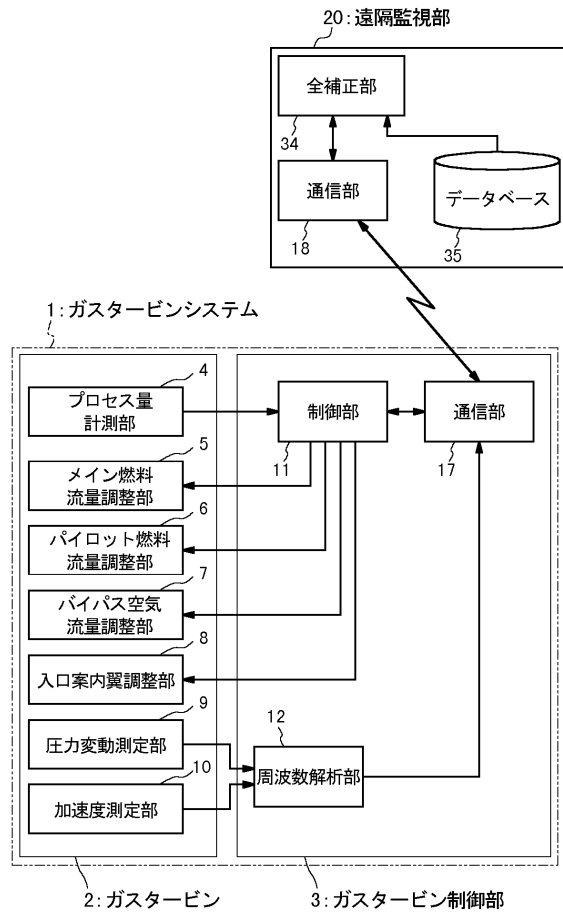 20:遠隔監視部
全補正部
34
通信部
18
データベース
35
1:ガスタービンシステム
4
プロセス量
計測部
制御部
11
通信部
17
5
メイン燃料
流量調整部
6
パイロット燃料
流量調整部
7
バイパス空気
流量調整部
8
入口案内翼調整部
9
圧力変動測定部
10
加速度測定部
12
周波数解析部
2:ガスタービン
3:ガスタービン制御部